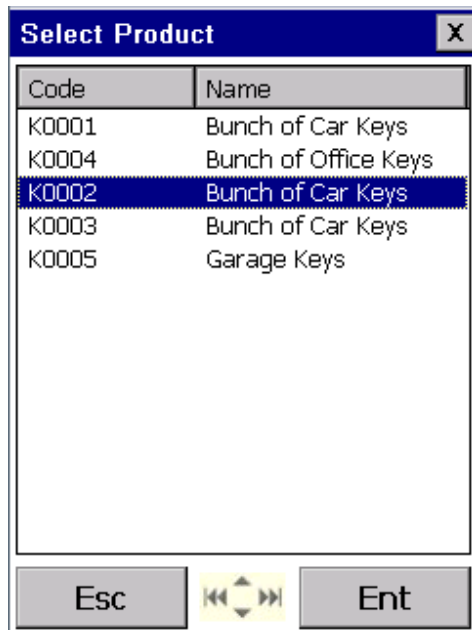 Select Product X
Code Name
K0001 Bunch of Car Keys
K0004 Bunch of Office Keys
K0002 Bunch of Car Keys
K0003 Bunch of Car Keys
K0005 Garage Keys
Esc Ent